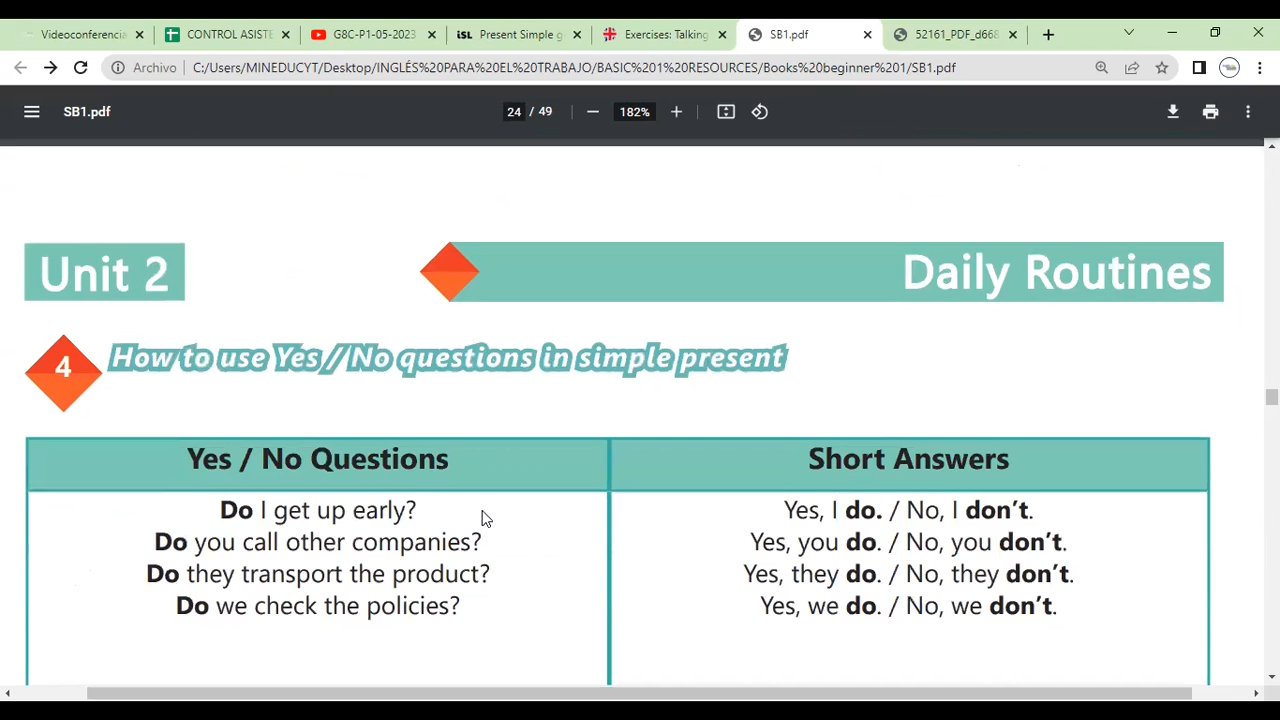 Videoconferencia
CONTROL ASISTE
G8C-P1-05-2023
iSL Present Simple g
Exercises: Talking
SB1.pdf
52161_PDF_d668
Archivo C:/Users/MINEDUCYT/Desktop/INGLÉS%20PARA%20EL%20TRABAJO/BASIC%201%20RESOURCES/Books%20beginner%201/SB1.pdf
SB1.pdf
24 / 49
182%
Unit 2
Daily Routines
4 How to use Yes / No questions in simple present
Yes / No Questions
Short Answers
Do I get up early?
Yes, I do. / No, I don't.
Do you call other companies?
Yes, you do. / No, you don't.
Do they transport the product?
Yes, they do. / No, they don't.
Do we check the policies?
Yes, we do. / No, we don't.